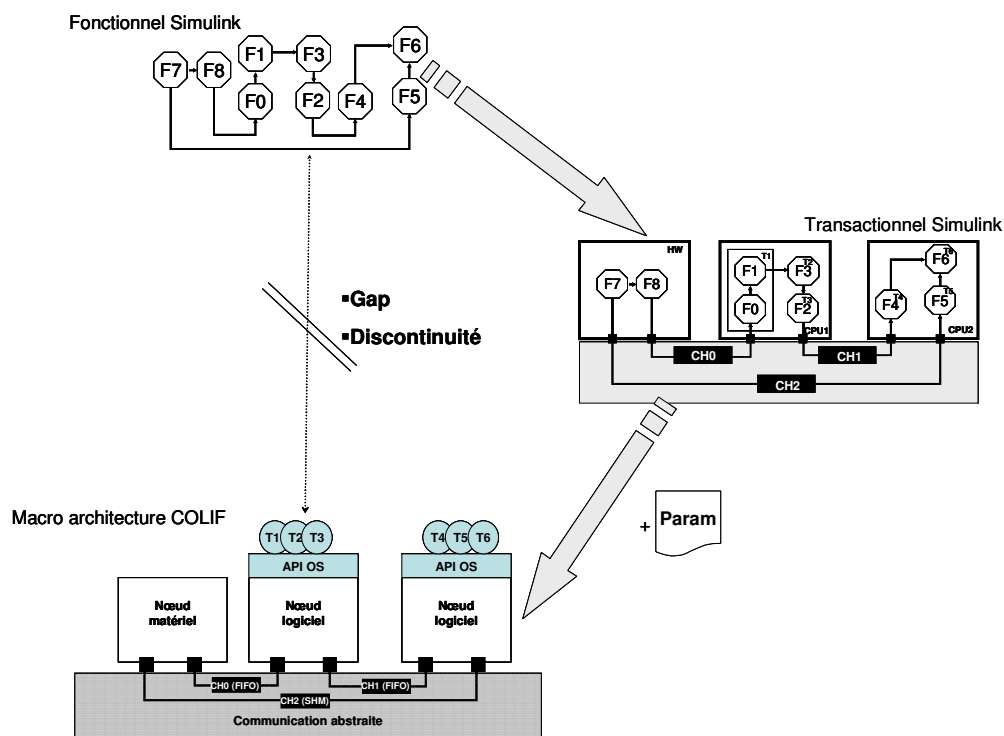 Fonctionnel Simulink
F7
F8
F1
F0
F3
F2
F4
F6
F5
Transactionnel Simulink
HW
F7
F8
T1
F1
F0
F3
T2
F2
T3
CPU1
F6
T6
F4
T4
F5
T5
CPU2
CH0
CH1
CH2
▪Gap
▪Discontinuité
+ Param
Macro architecture COLIF
T1
T2
T3
API OS
T4
T5
T6
API OS
Nœud
matériel
Nœud
logiciel
Nœud
logiciel
CH0 (FIFO)
CH1 (FIFO)
CH2 (SHM)
Communication abstraite